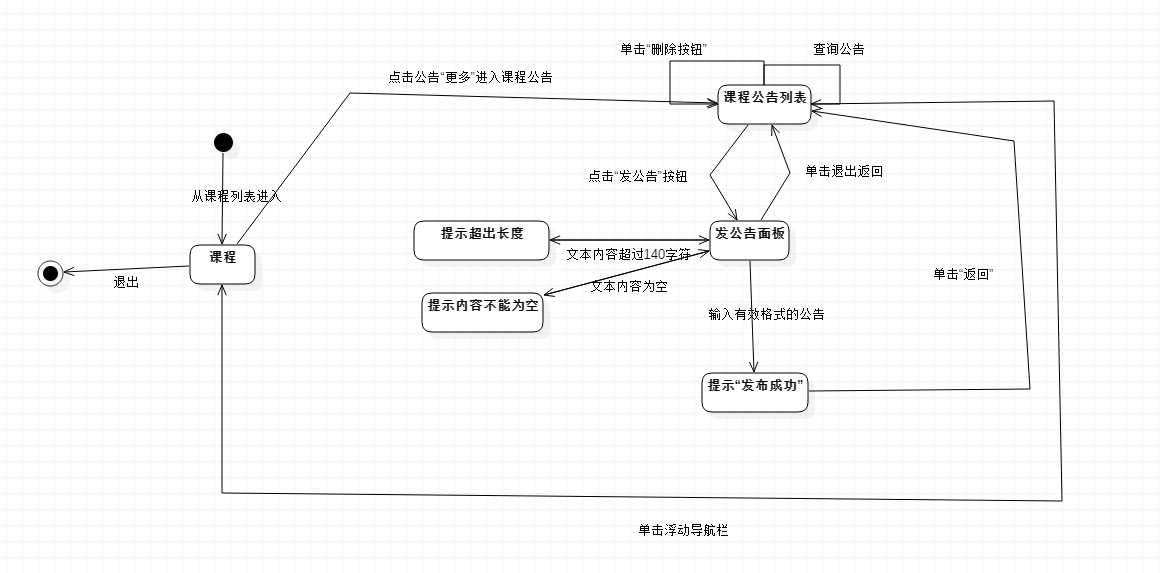 单击“删除按钮”
查询公告
点击公告“更多”进入课程公告
课程公告列表
从课程列表进入
点击“发公告”按钮
单击退出返回
提示超出长度
发公告面板
课程
文本内容超过140字符
退出
单击“返回”
文本内容为空
提示内容不能为空
输入有效格式的公告
提示“发布成功”
单击浮动导航栏